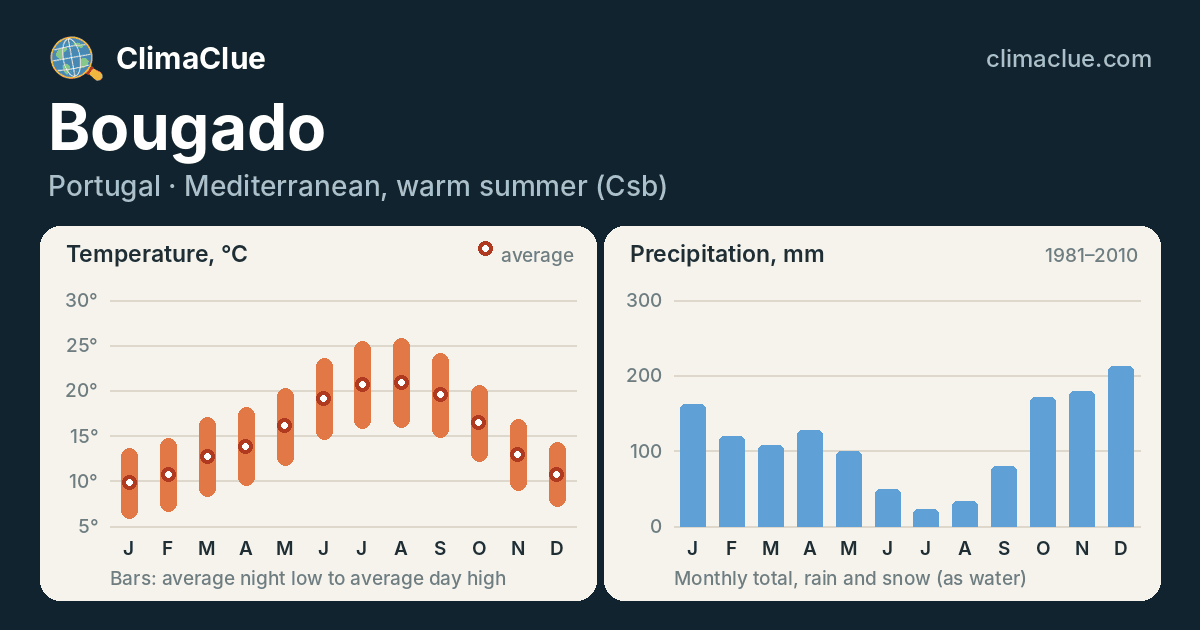 ClimaClue
climaclue.com
Bougado
Portugal · Mediterranean, warm summer (Csb)
Temperature, °C
average
30°
25°
20°
15°
10°
5°
J F M A M J J A S O N D
Bars: average night low to average day high
Precipitation, mm
1981–2010
300
200
100
0
J F M A M J J A S O N D
Monthly total, rain and snow (as water)